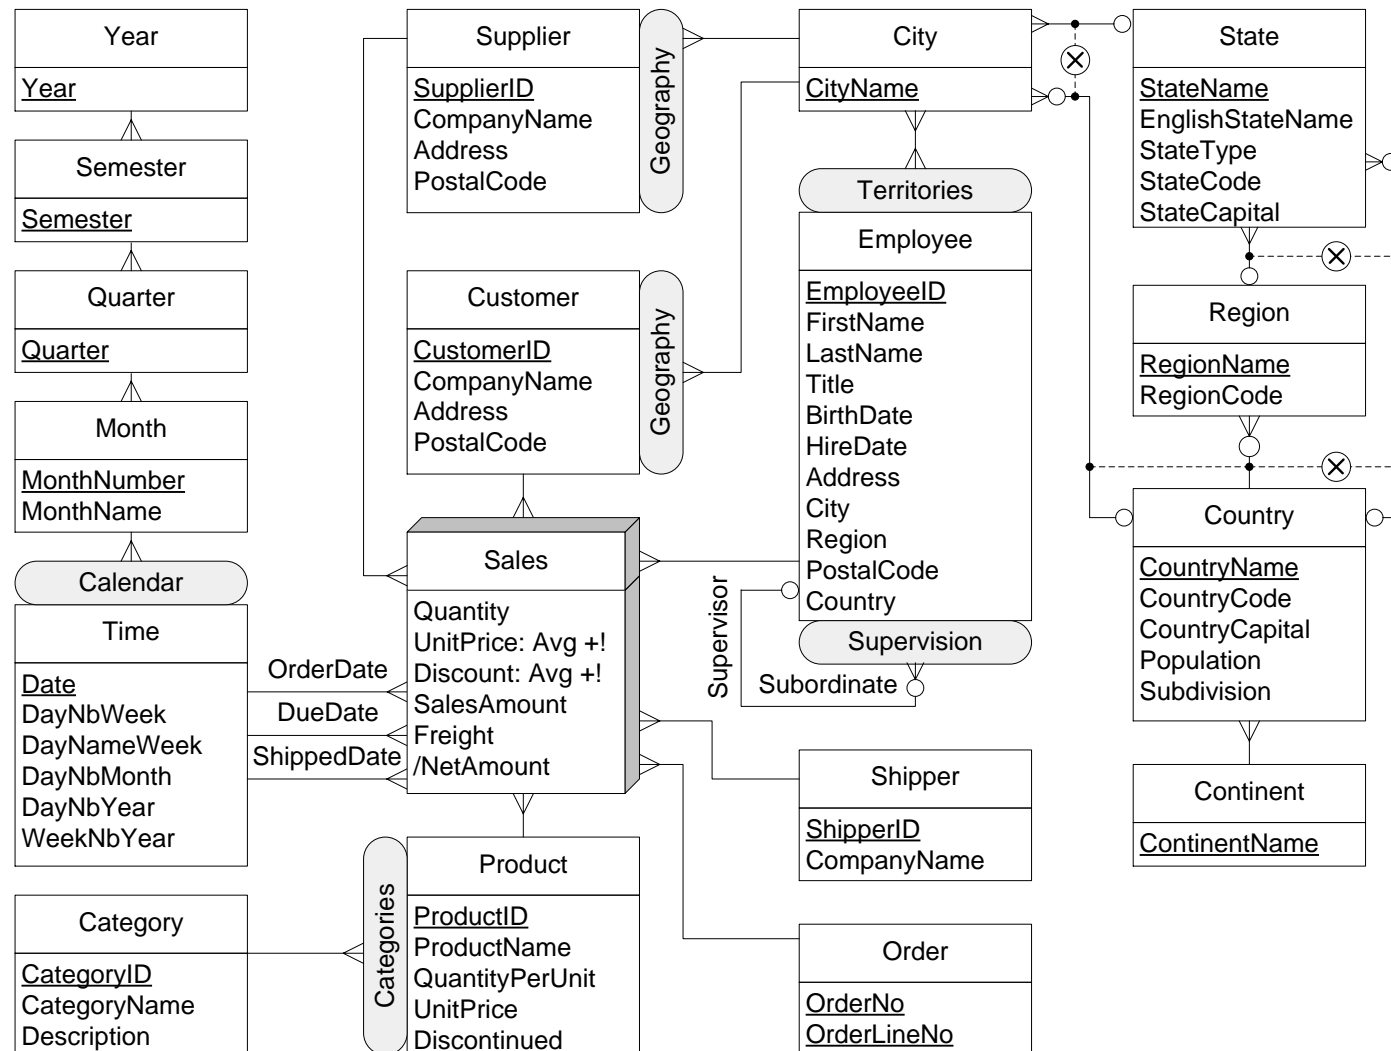 Year
Year
Semester
Semester
Quarter
Quarter
Month
MonthNumber
MonthName
Calendar
Time
Date
DayNbWeek
DayNameWeek
DayNbMonth
DayNbYear
WeekNbYear
Category
CategoryID
CategoryName
Description
OrderDate
DueDate
ShippedDate
Supplier
SupplierID
CompanyName
Address
PostalCode
Geography
Customer
CustomerID
CompanyName
Address
PostalCode
Geography
Sales
Quantity
UnitPrice: Avg +!
Discount: Avg +!
SalesAmount
Freight
/NetAmount
Categories
Product
ProductID
ProductName
QuantityPerUnit
UnitPrice
Discontinued
City
CityName
Territories
Employee
EmployeeID
FirstName
LastName
Title
BirthDate
HireDate
Address
City
Region
PostalCode
Country
Supervision
Supervisor
Subordinate
Shipper
ShipperID
CompanyName
Order
OrderNo
OrderLineNo
State
StateName
EnglishStateName
StateType
StateCode
StateCapital
Region
RegionName
RegionCode
Country
CountryName
CountryCode
CountryCapital
Population
Subdivision
Continent
ContinentName